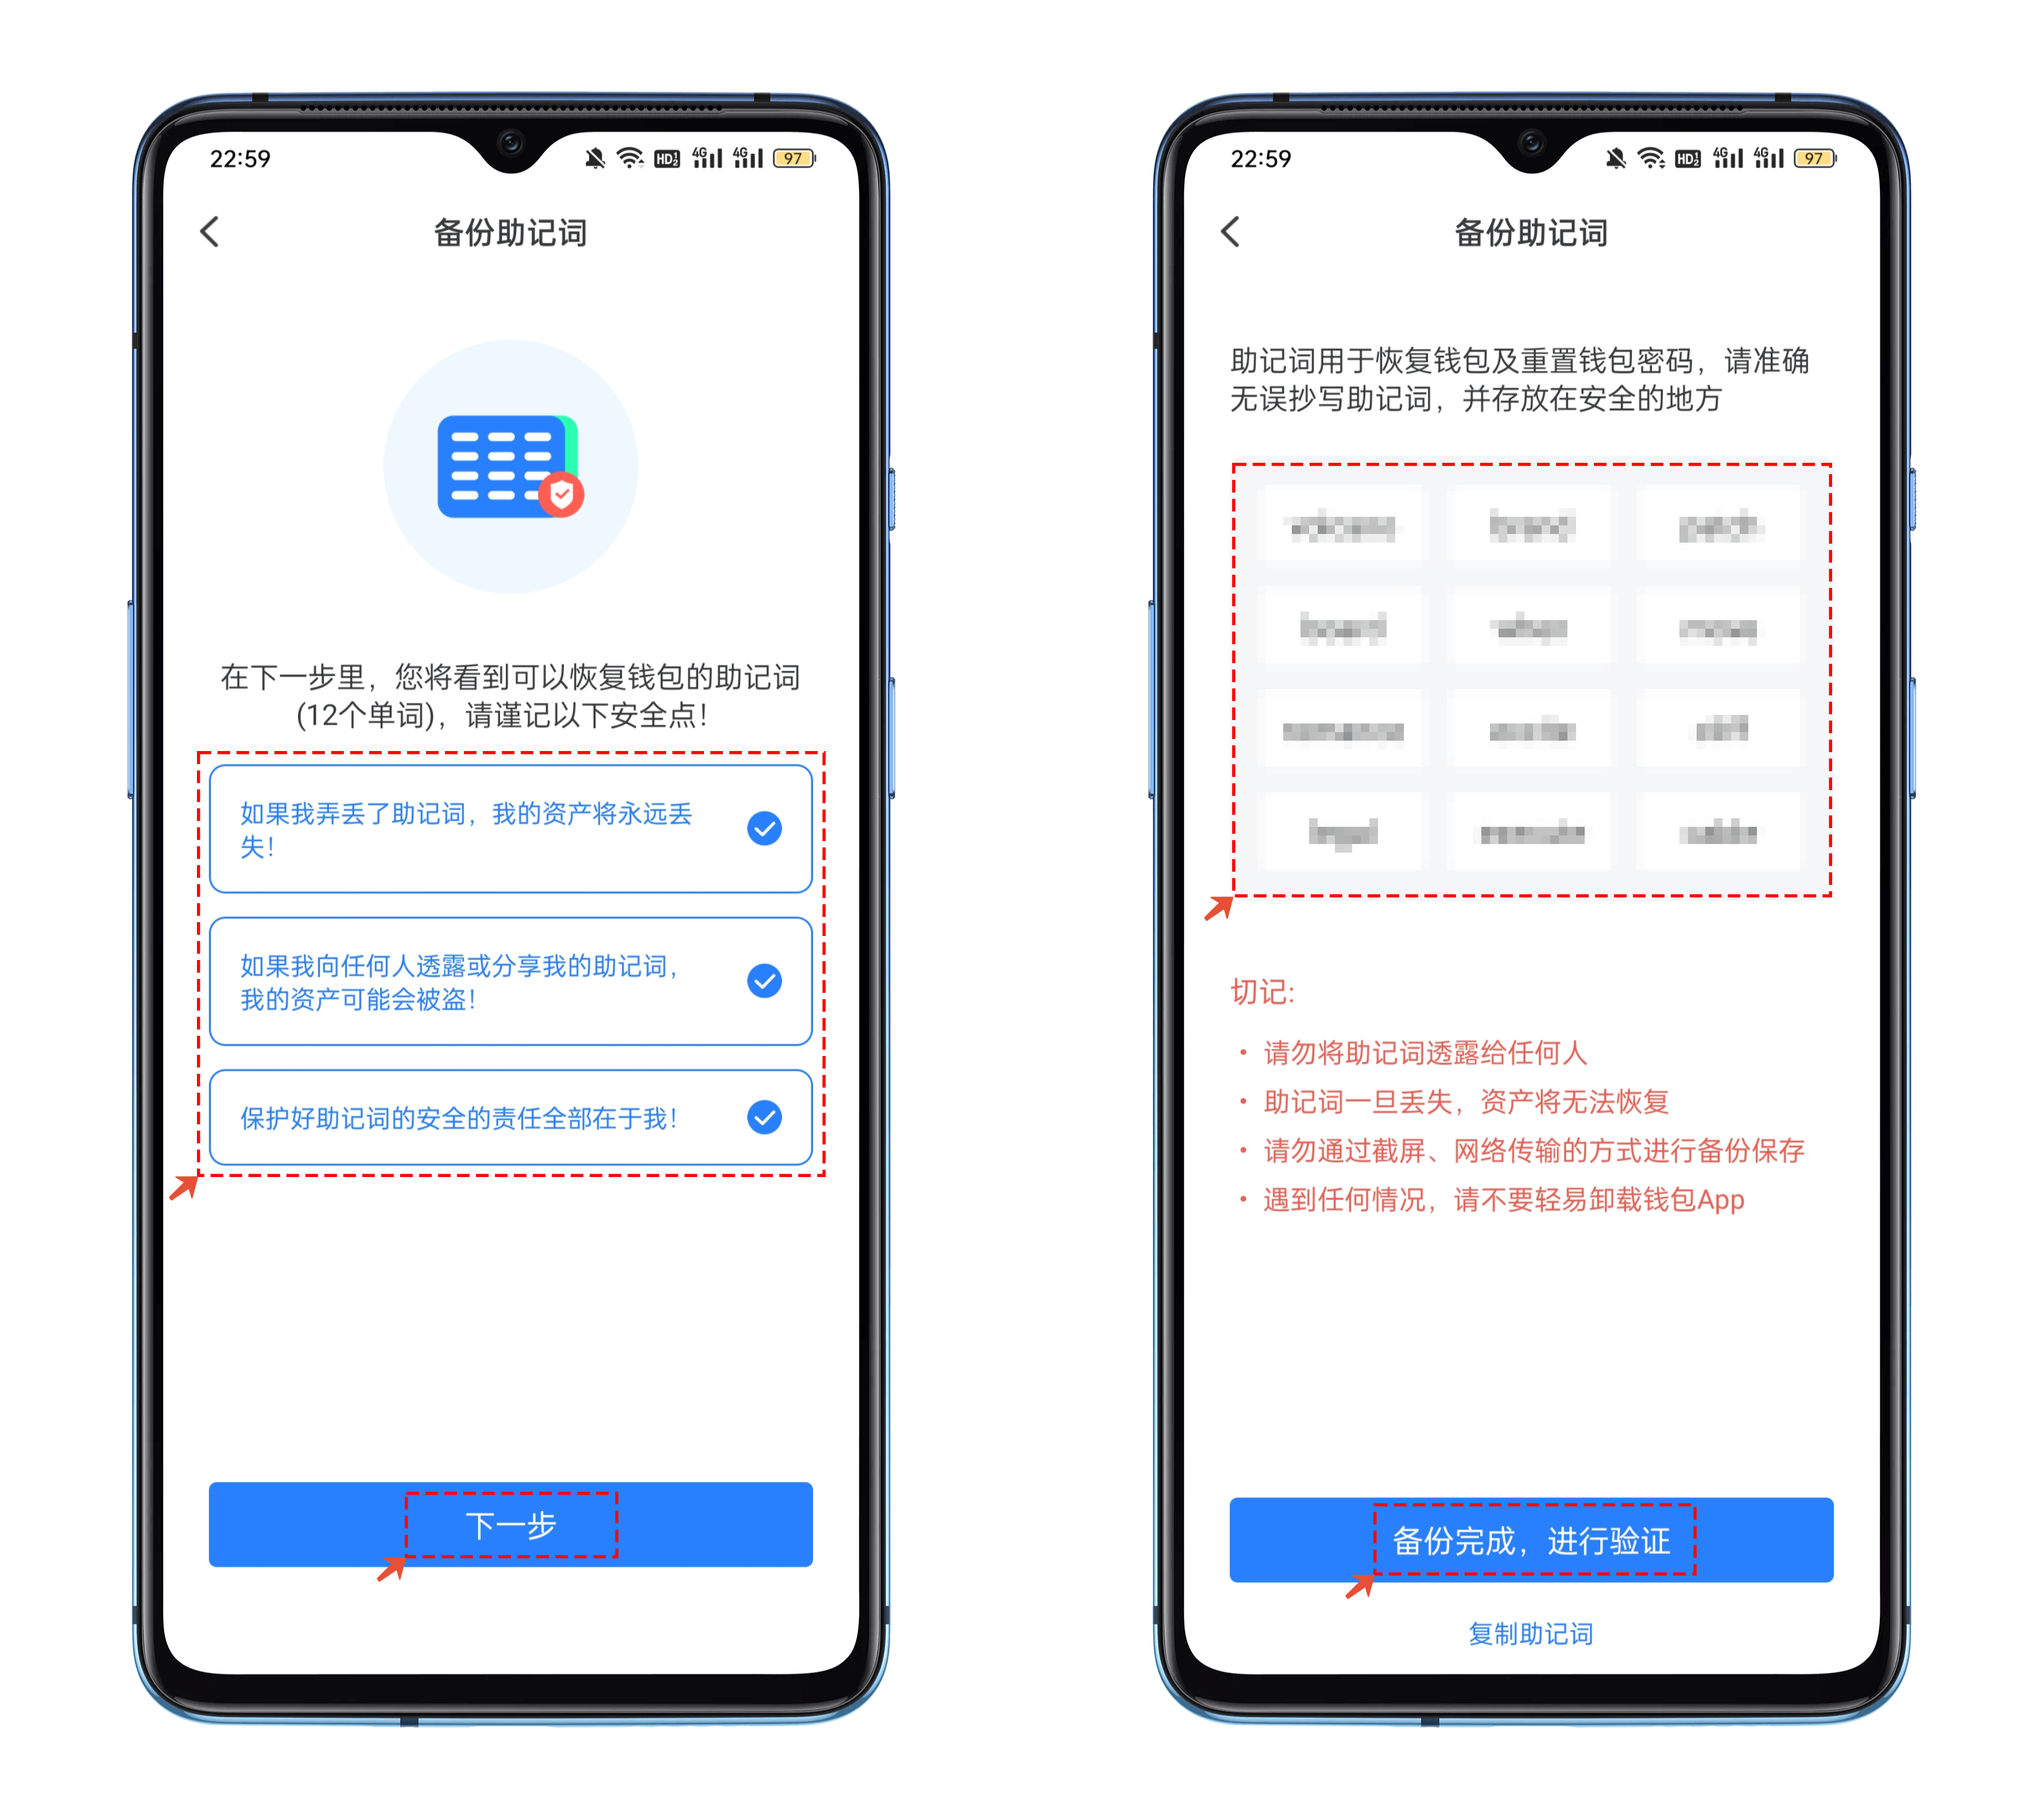 22:59
HD 1 2 4G 4G 97
备份助记词
在下一步里，您将看到可以恢复钱包的助记词
(12个单词)，请谨记以下安全点！
如果我弄丢了助记词，我的资产将永远丢
失！
如果我向任何人透露或分享我的助记词，
我的资产可能会被盗！
保护好助记词的安全的责任全部在于我！
下一步
22:59
HD 1 2 4G 4G 97
备份助记词
助记词用于恢复钱包及重置钱包密码，请准确
无误抄写助记词，并存放在安全的地方
切记:
• 请勿将助记词透露给任何人
• 助记词一旦丢失，资产将无法恢复
• 请勿通过截屏、网络传输的方式进行备份保存
• 遇到任何情况，请不要轻易卸载钱包App
备份完成，进行验证
复制助记词